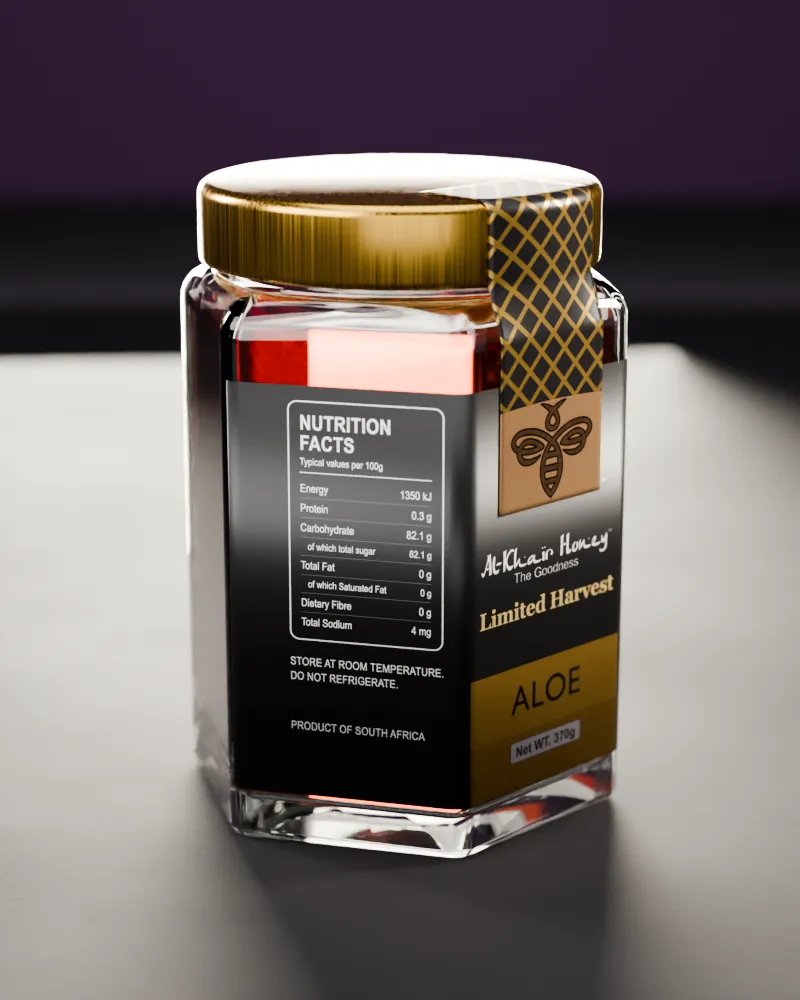 NUTRITION
FACTS
Typical values per 100g
Energy 1350 kJ
Protein 0.3 g
Carbohydrate 82.1 g
of which total sugar 82.1 g
Total Fat 0 g
of which Saturated Fat 0 g
Dietary Fibre 0 g
Total Sodium 4 mg
STORE AT ROOM TEMPERATURE.
DO NOT REFRIGERATE.
PRODUCT OF SOUTH AFRICA
Al-Khair Honey
The Goodness
Limited Harvest
ALOE
Net WT. 370g